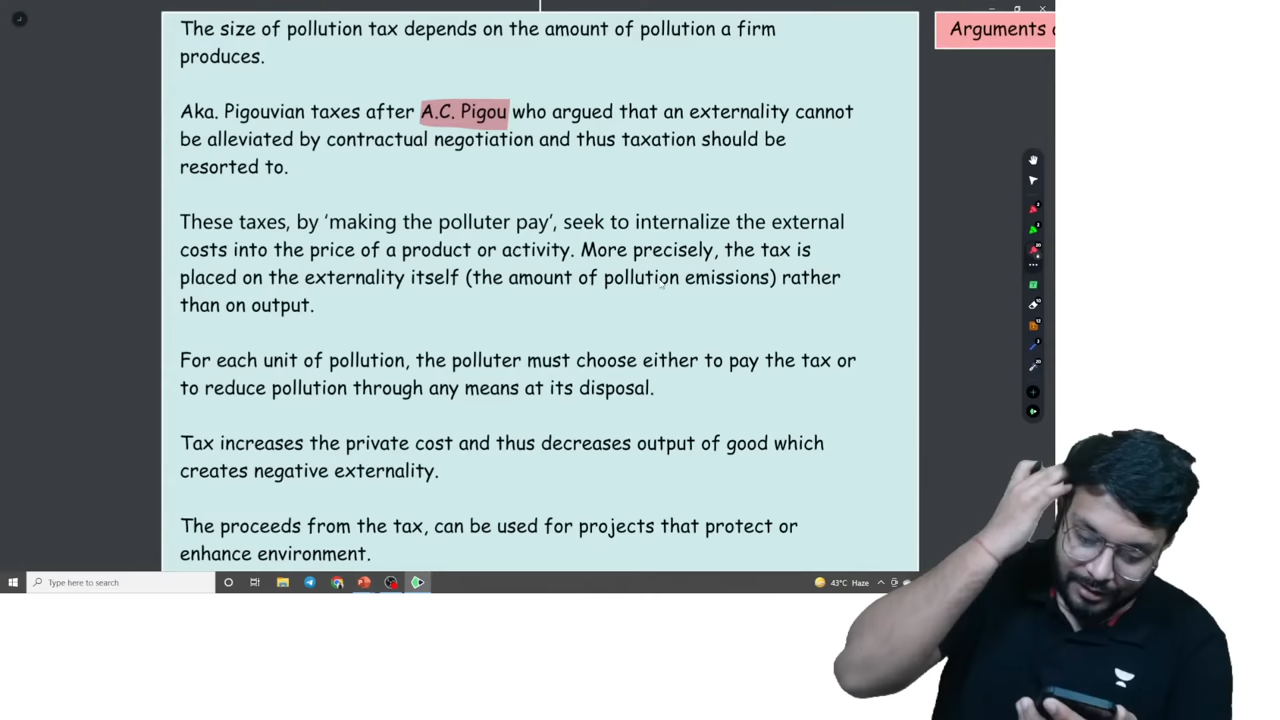 The size of pollution tax depends on the amount of pollution a firm
produces.
Arguments
Aka. Pigouvian taxes after A.C. Pigou who argued that an externality cannot
be alleviated by contractual negotiation and thus taxation should be
resorted to.
These taxes, by ‘making the polluter pay’, seek to internalize the external
costs into the price of a product or activity. More precisely, the tax is
placed on the externality itself (the amount of pollution emissions) rather
than on output.
For each unit of pollution, the polluter must choose either to pay the tax or
to reduce pollution through any means at its disposal.
Tax increases the private cost and thus decreases output of good which
creates negative externality.
The proceeds from the tax, can be used for projects that protect or
enhance environment.
Type here to search
43°C Haze